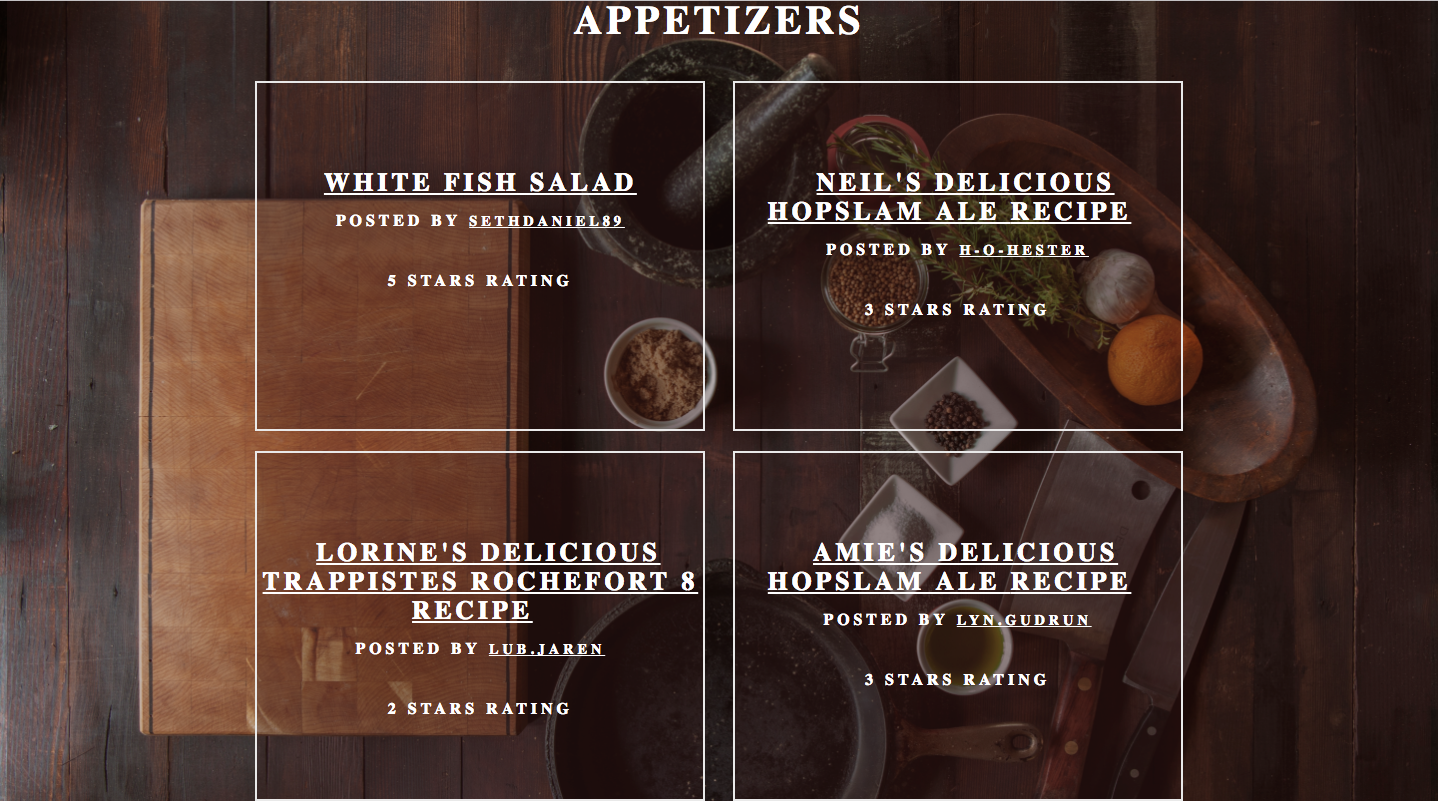 APPETIZERS
WHITE FISH SALAD
POSTED BY SETHDANIEL89
5 STARS RATING
NEIL'S DELICIOUS
HOPSLAM ALE RECIPE
POSTED BY H-O-HESTER
3 STARS RATING
LORINE'S DELICIOUS
TRAPPISTES ROCHEFORT 8
RECIPE
POSTED BY LUB.JAREN
2 STARS RATING
AMIE'S DELICIOUS
HOPSLAM ALE RECIPE
POSTED BY LYN.GUDRUN
3 STARS RATING